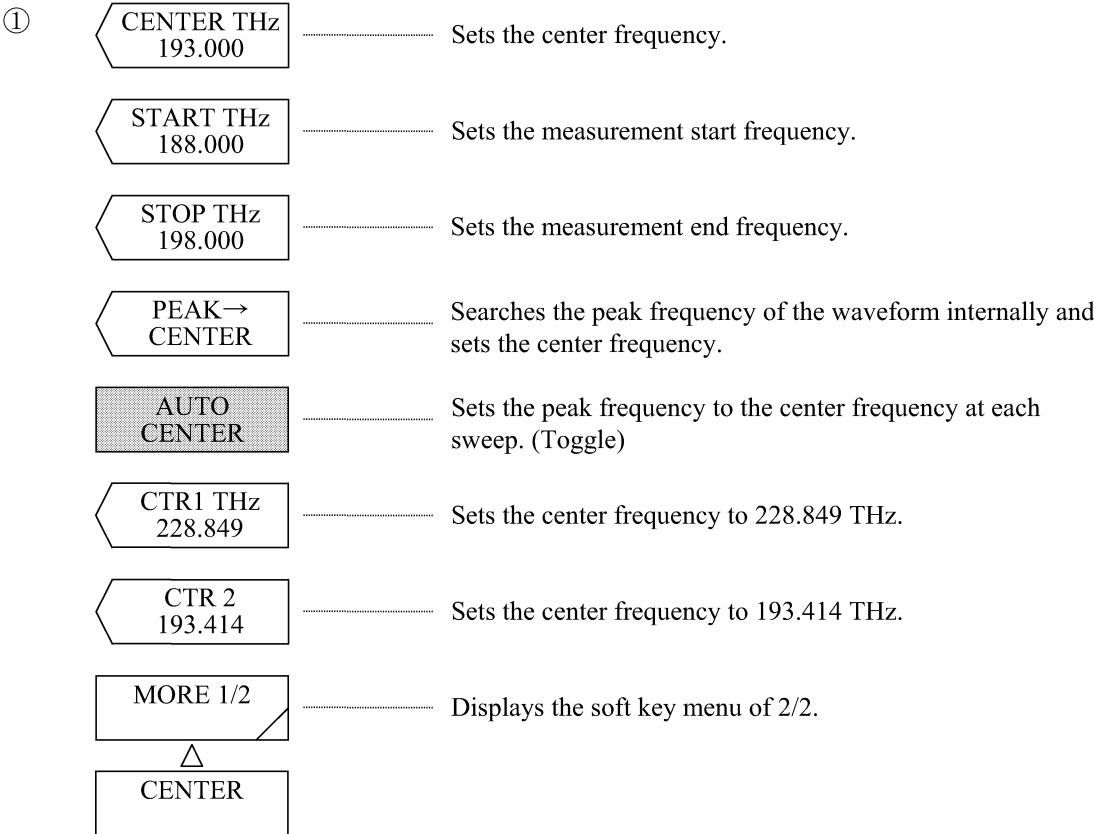 ①
CENTER THz
193.000
Sets the center frequency.
START THz
188.000
Sets the measurement start frequency.
STOP THz
198.000
Sets the measurement end frequency.
PEAK→
CENTER
Searches the peak frequency of the waveform internally and
sets the center frequency.
AUTO
CENTER
Sets the peak frequency to the center frequency at each
sweep. (Toggle)
CTR1 THz
228.849
Sets the center frequency to 228.849 THz.
CTR 2
193.414
Sets the center frequency to 193.414 THz.
MORE 1/2
Displays the soft key menu of 2/2.
CENTER